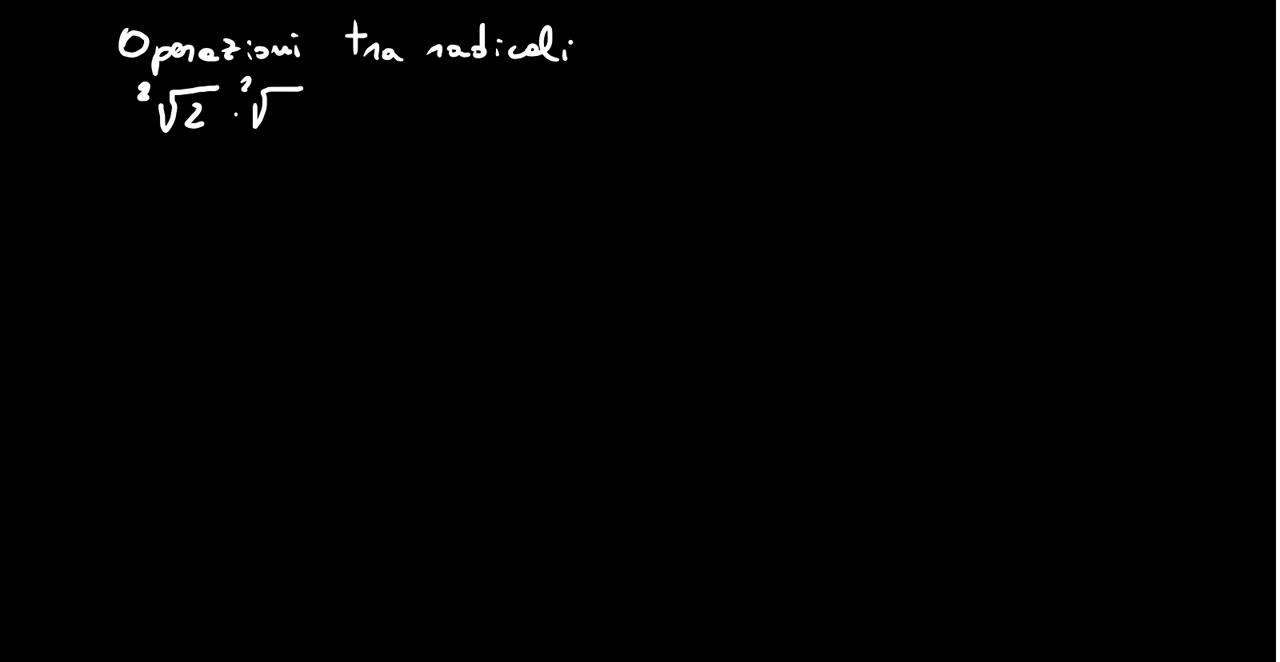 Operazioni tra radicali
²√2 · ²√